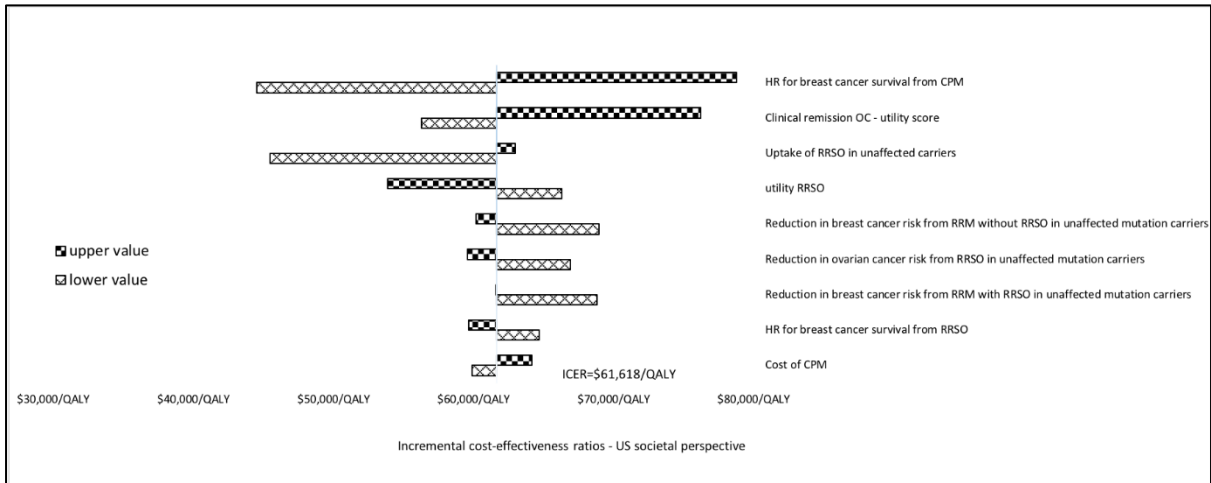 HR for breast cancer survival from CPM
Clinical remission OC - utility score
Uptake of RRSO in unaffected carriers
utility RRSO
Reduction in breast cancer risk from RRM without RRSO in unaffected mutation carriers
upper value
Reduction in ovarian cancer risk from RRSO in unaffected mutation carriers
lower value
Reduction in breast cancer risk from RRM with RRSO in unaffected mutation carriers
HR for breast cancer survival from RRSO
Cost of CPM
ICER=$61,618/QALY
$30,000/QALY $40,000/QALY $50,000/QALY $60,000/QALY $70,000/QALY $80,000/QALY
Incremental cost-effectiveness ratios - US societal perspective